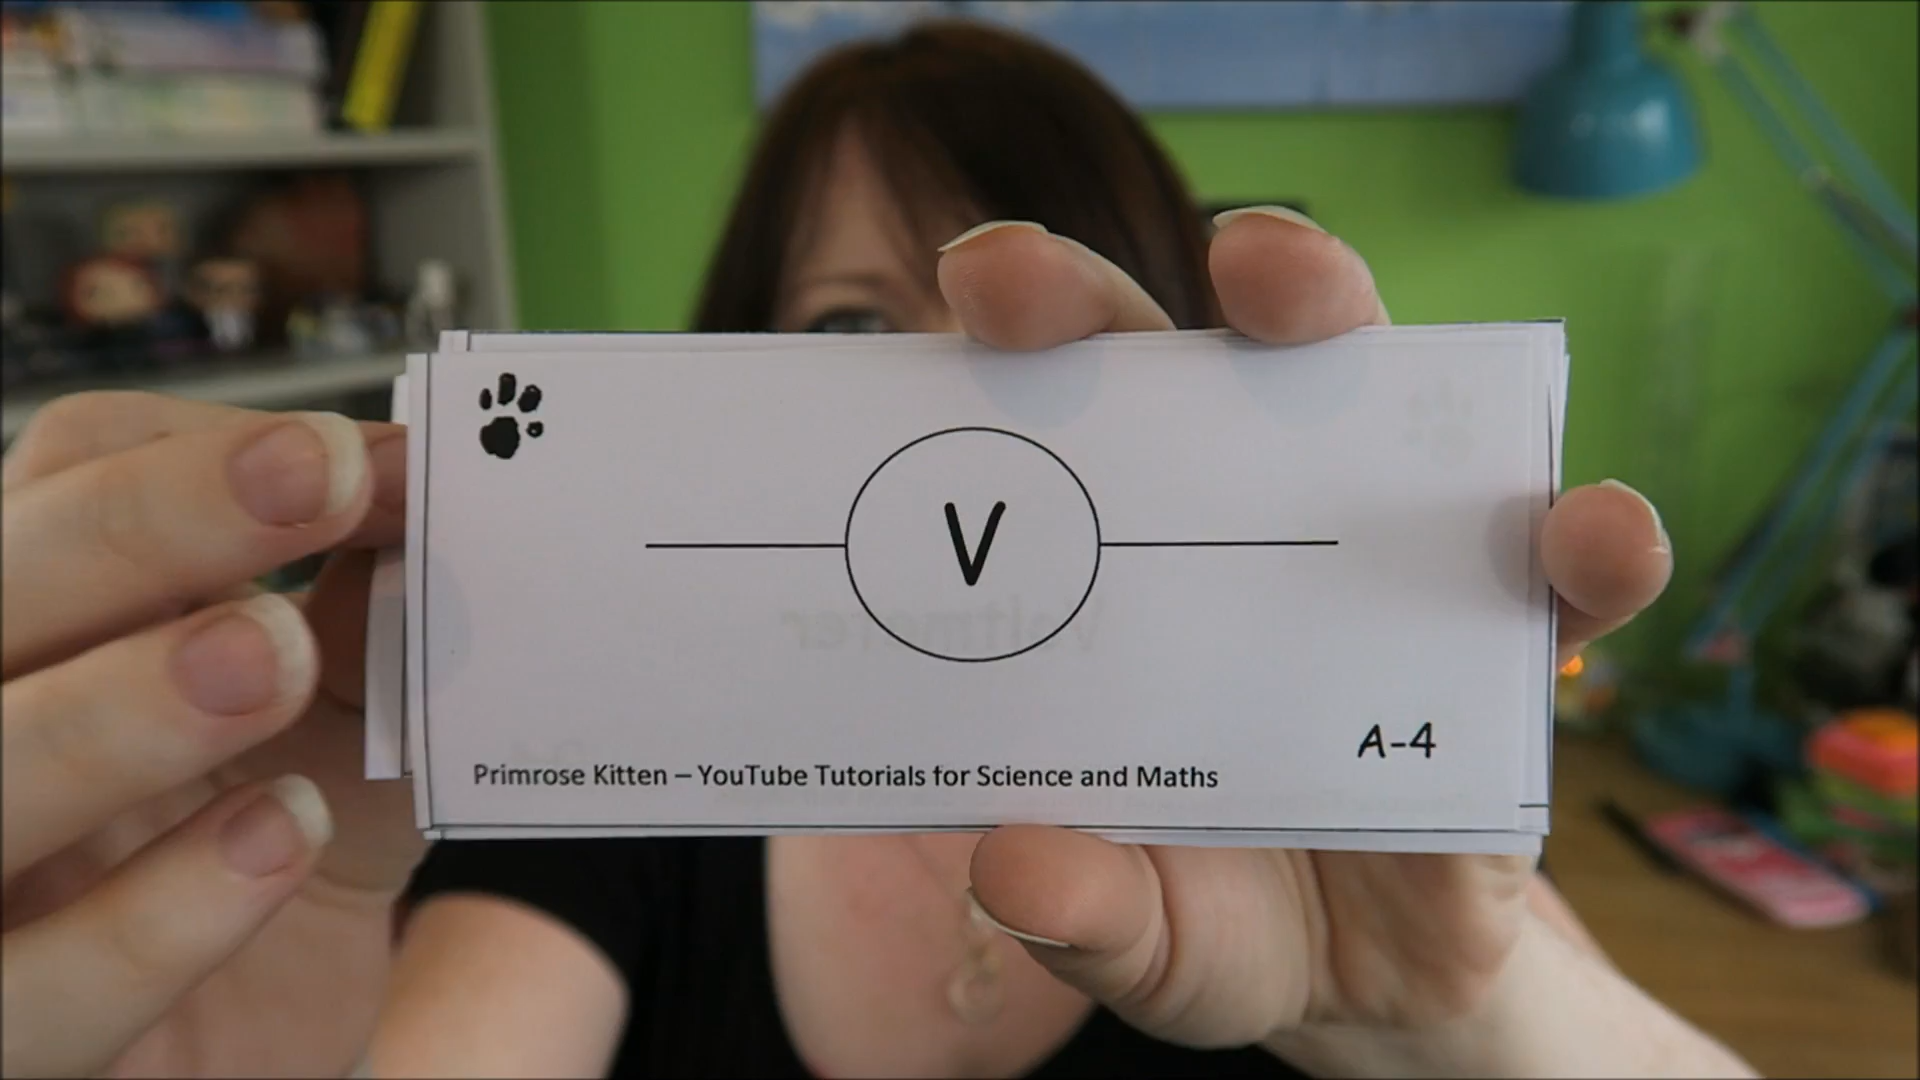 V
A-4
Primrose Kitten – YouTube Tutorials for Science and Maths